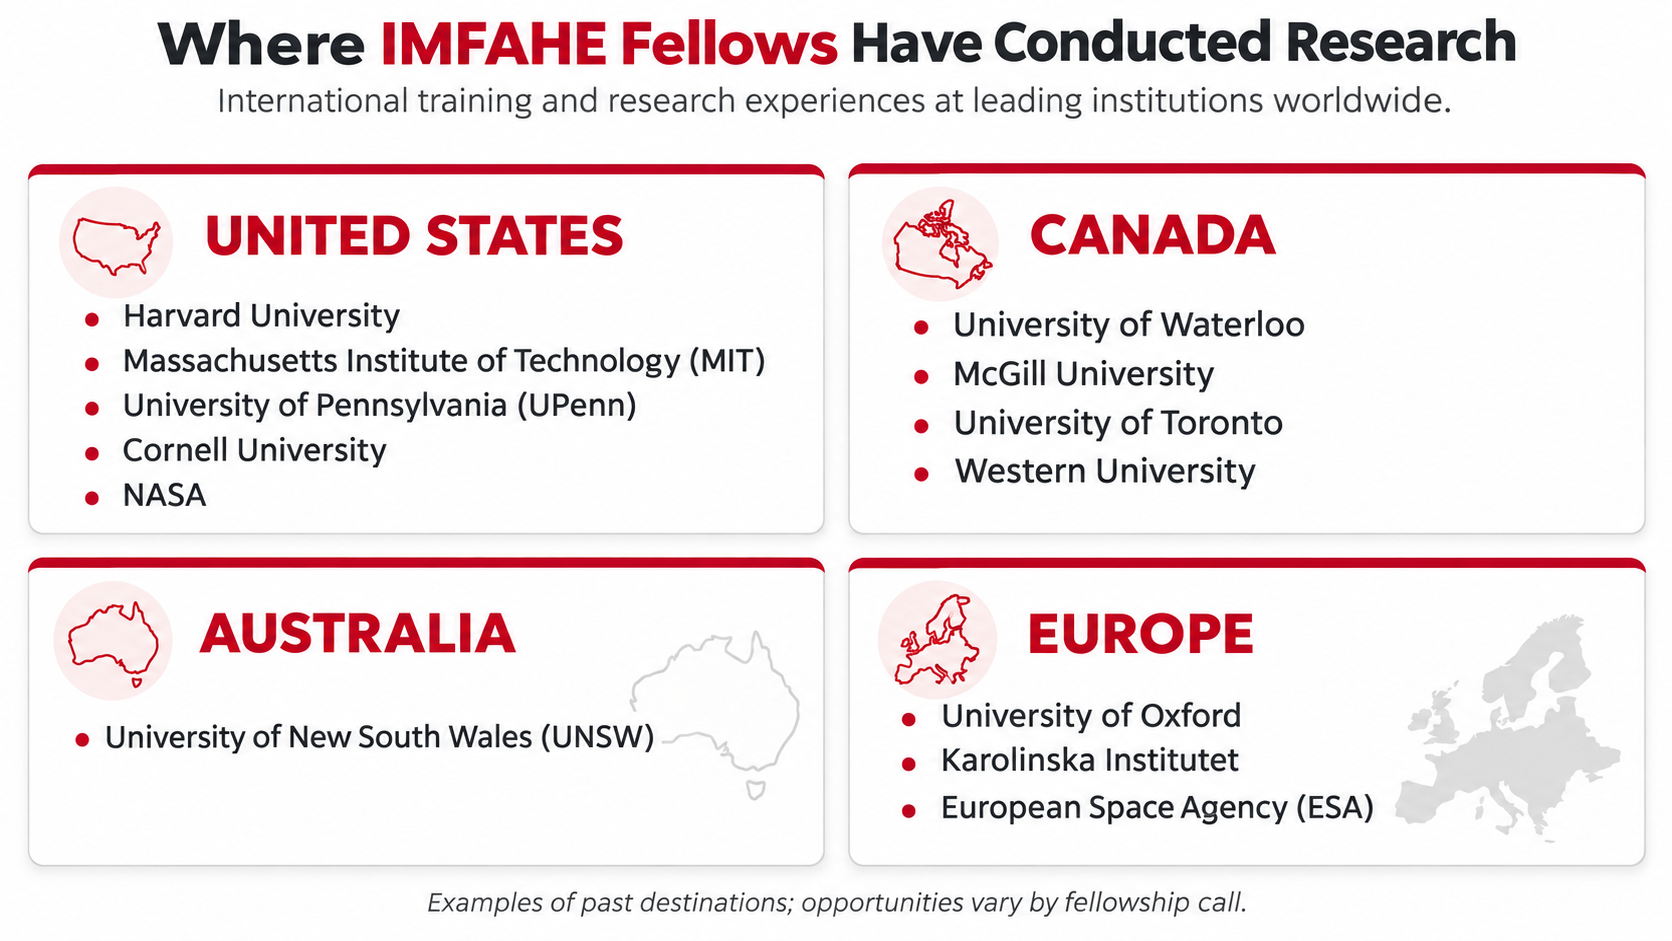 Where IMFAHE Fellows Have Conducted Research
International training and research experiences at leading institutions worldwide.
UNITED STATES
• Harvard University
• Massachusetts Institute of Technology (MIT)
• University of Pennsylvania (UPenn)
• Cornell University
• NASA
CANADA
• University of Waterloo
• McGill University
• University of Toronto
• Western University
AUSTRALIA
• University of New South Wales (UNSW)
EUROPE
• University of Oxford
• Karolinska Institutet
• European Space Agency (ESA)
Examples of past destinations; opportunities vary by fellowship call.